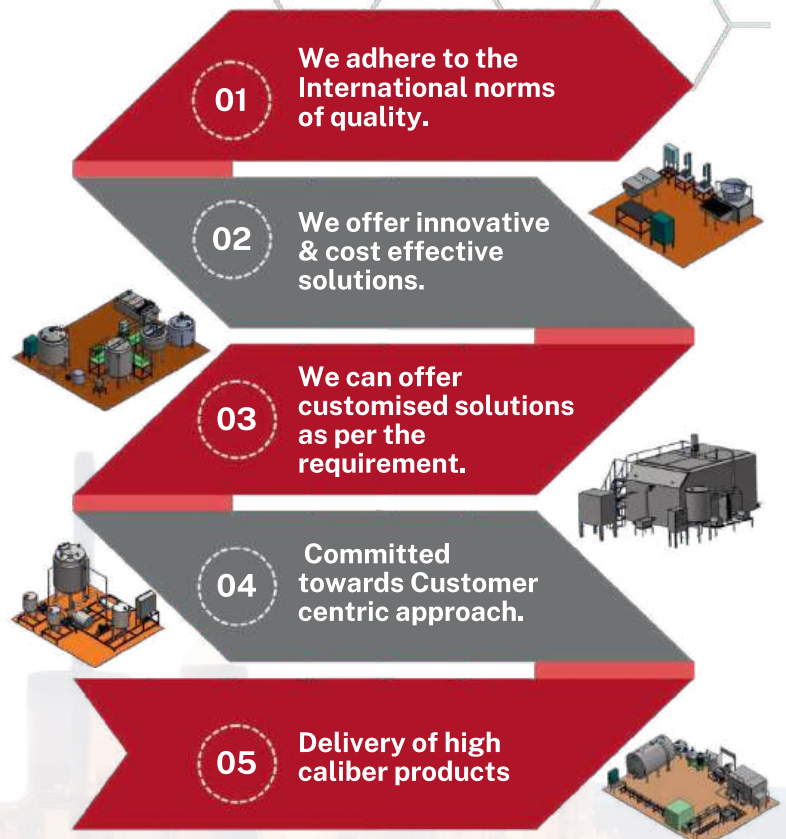 01
We adhere to the
International norms
of quality.
02
We offer innovative
& cost effective
solutions.
03
We can offer
customised solutions
as per the
requirement.
04
Committed
towards Customer
centric approach.
05
Delivery of high
caliber products